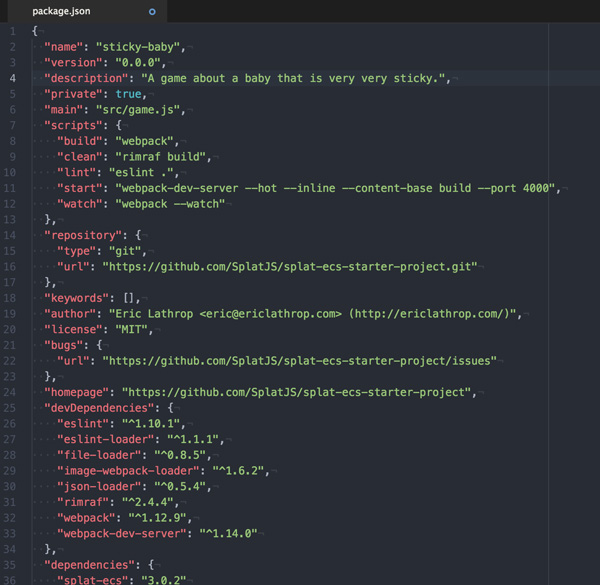 package.json
1 {
2 "name": "sticky-baby",
3 "version": "0.0.0",
4 "description": "A game about a baby that is very very sticky.",
5 "private": true,
6 "main": "src/game.js",
7 "scripts": {
8 "build": "webpack",
9 "clean": "rimraf build",
10 "lint": "eslint .",
11 "start": "webpack-dev-server --hot --inline --content-base build --port 4000",
12 "watch": "webpack --watch"
13 },
14 "repository": {
15 "type": "git",
16 "url": "https://github.com/SplatJS/splat-ecs-starter-project.git"
17 },
18 "keywords": [],
19 "author": "Eric Lathrop <eric@ericlathrop.com> (http://ericlathrop.com/)",
20 "license": "MIT",
21 "bugs": {
22 "url": "https://github.com/SplatJS/splat-ecs-starter-project/issues"
23 },
24 "homepage": "https://github.com/SplatJS/splat-ecs-starter-project",
25 "devDependencies": {
26 "eslint": "^1.10.1",
27 "eslint-loader": "^1.1.1",
28 "file-loader": "^0.8.5",
29 "image-webpack-loader": "^1.6.2",
30 "json-loader": "^0.5.4",
31 "rimraf": "^2.4.4",
32 "webpack": "^1.12.9",
33 "webpack-dev-server": "^1.14.0"
34 },
35 "dependencies": {
36 "splat-ecs": "3.0.2"